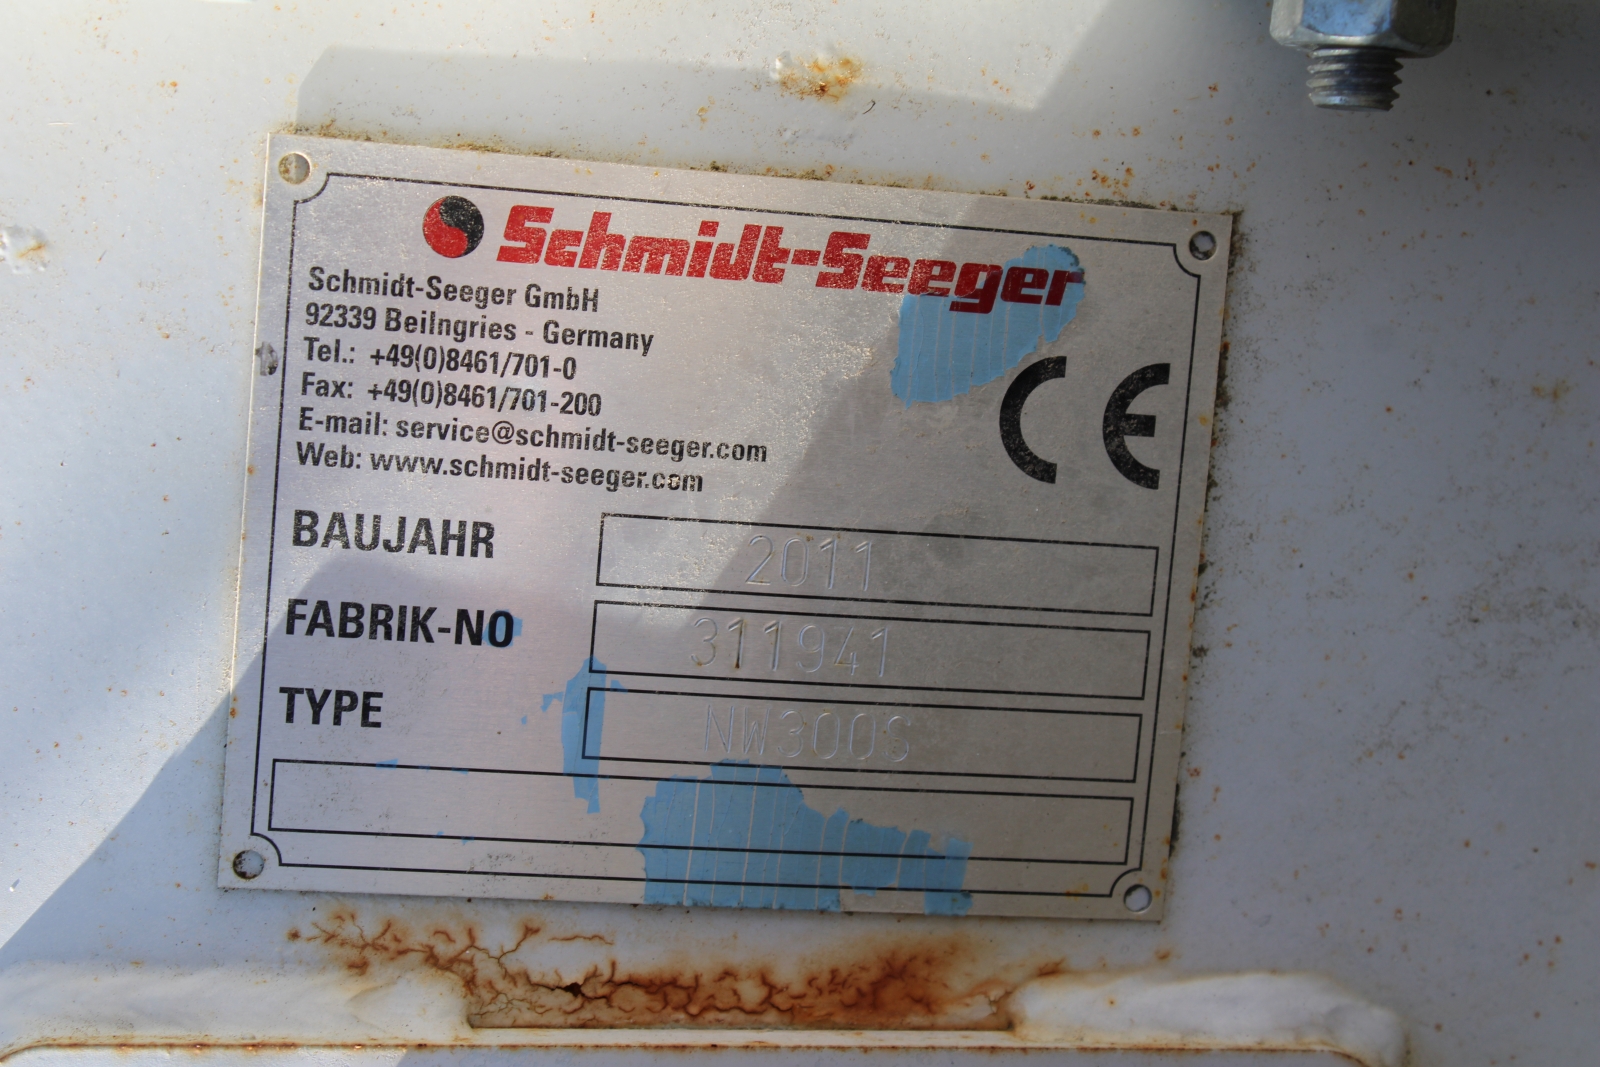 Schmidt-Seeger
Schmidt-Seeger GmbH
92339 Beilngries - Germany
Tel.: +49(0)8461/701-0
Fax: +49(0)8461/701-200
E-mail: service@schmidt-seeger.com
Web: www.schmidt-seeger.com
CE
BAUJAHR 2011
FABRIK-NO 311941
TYPE NW300S